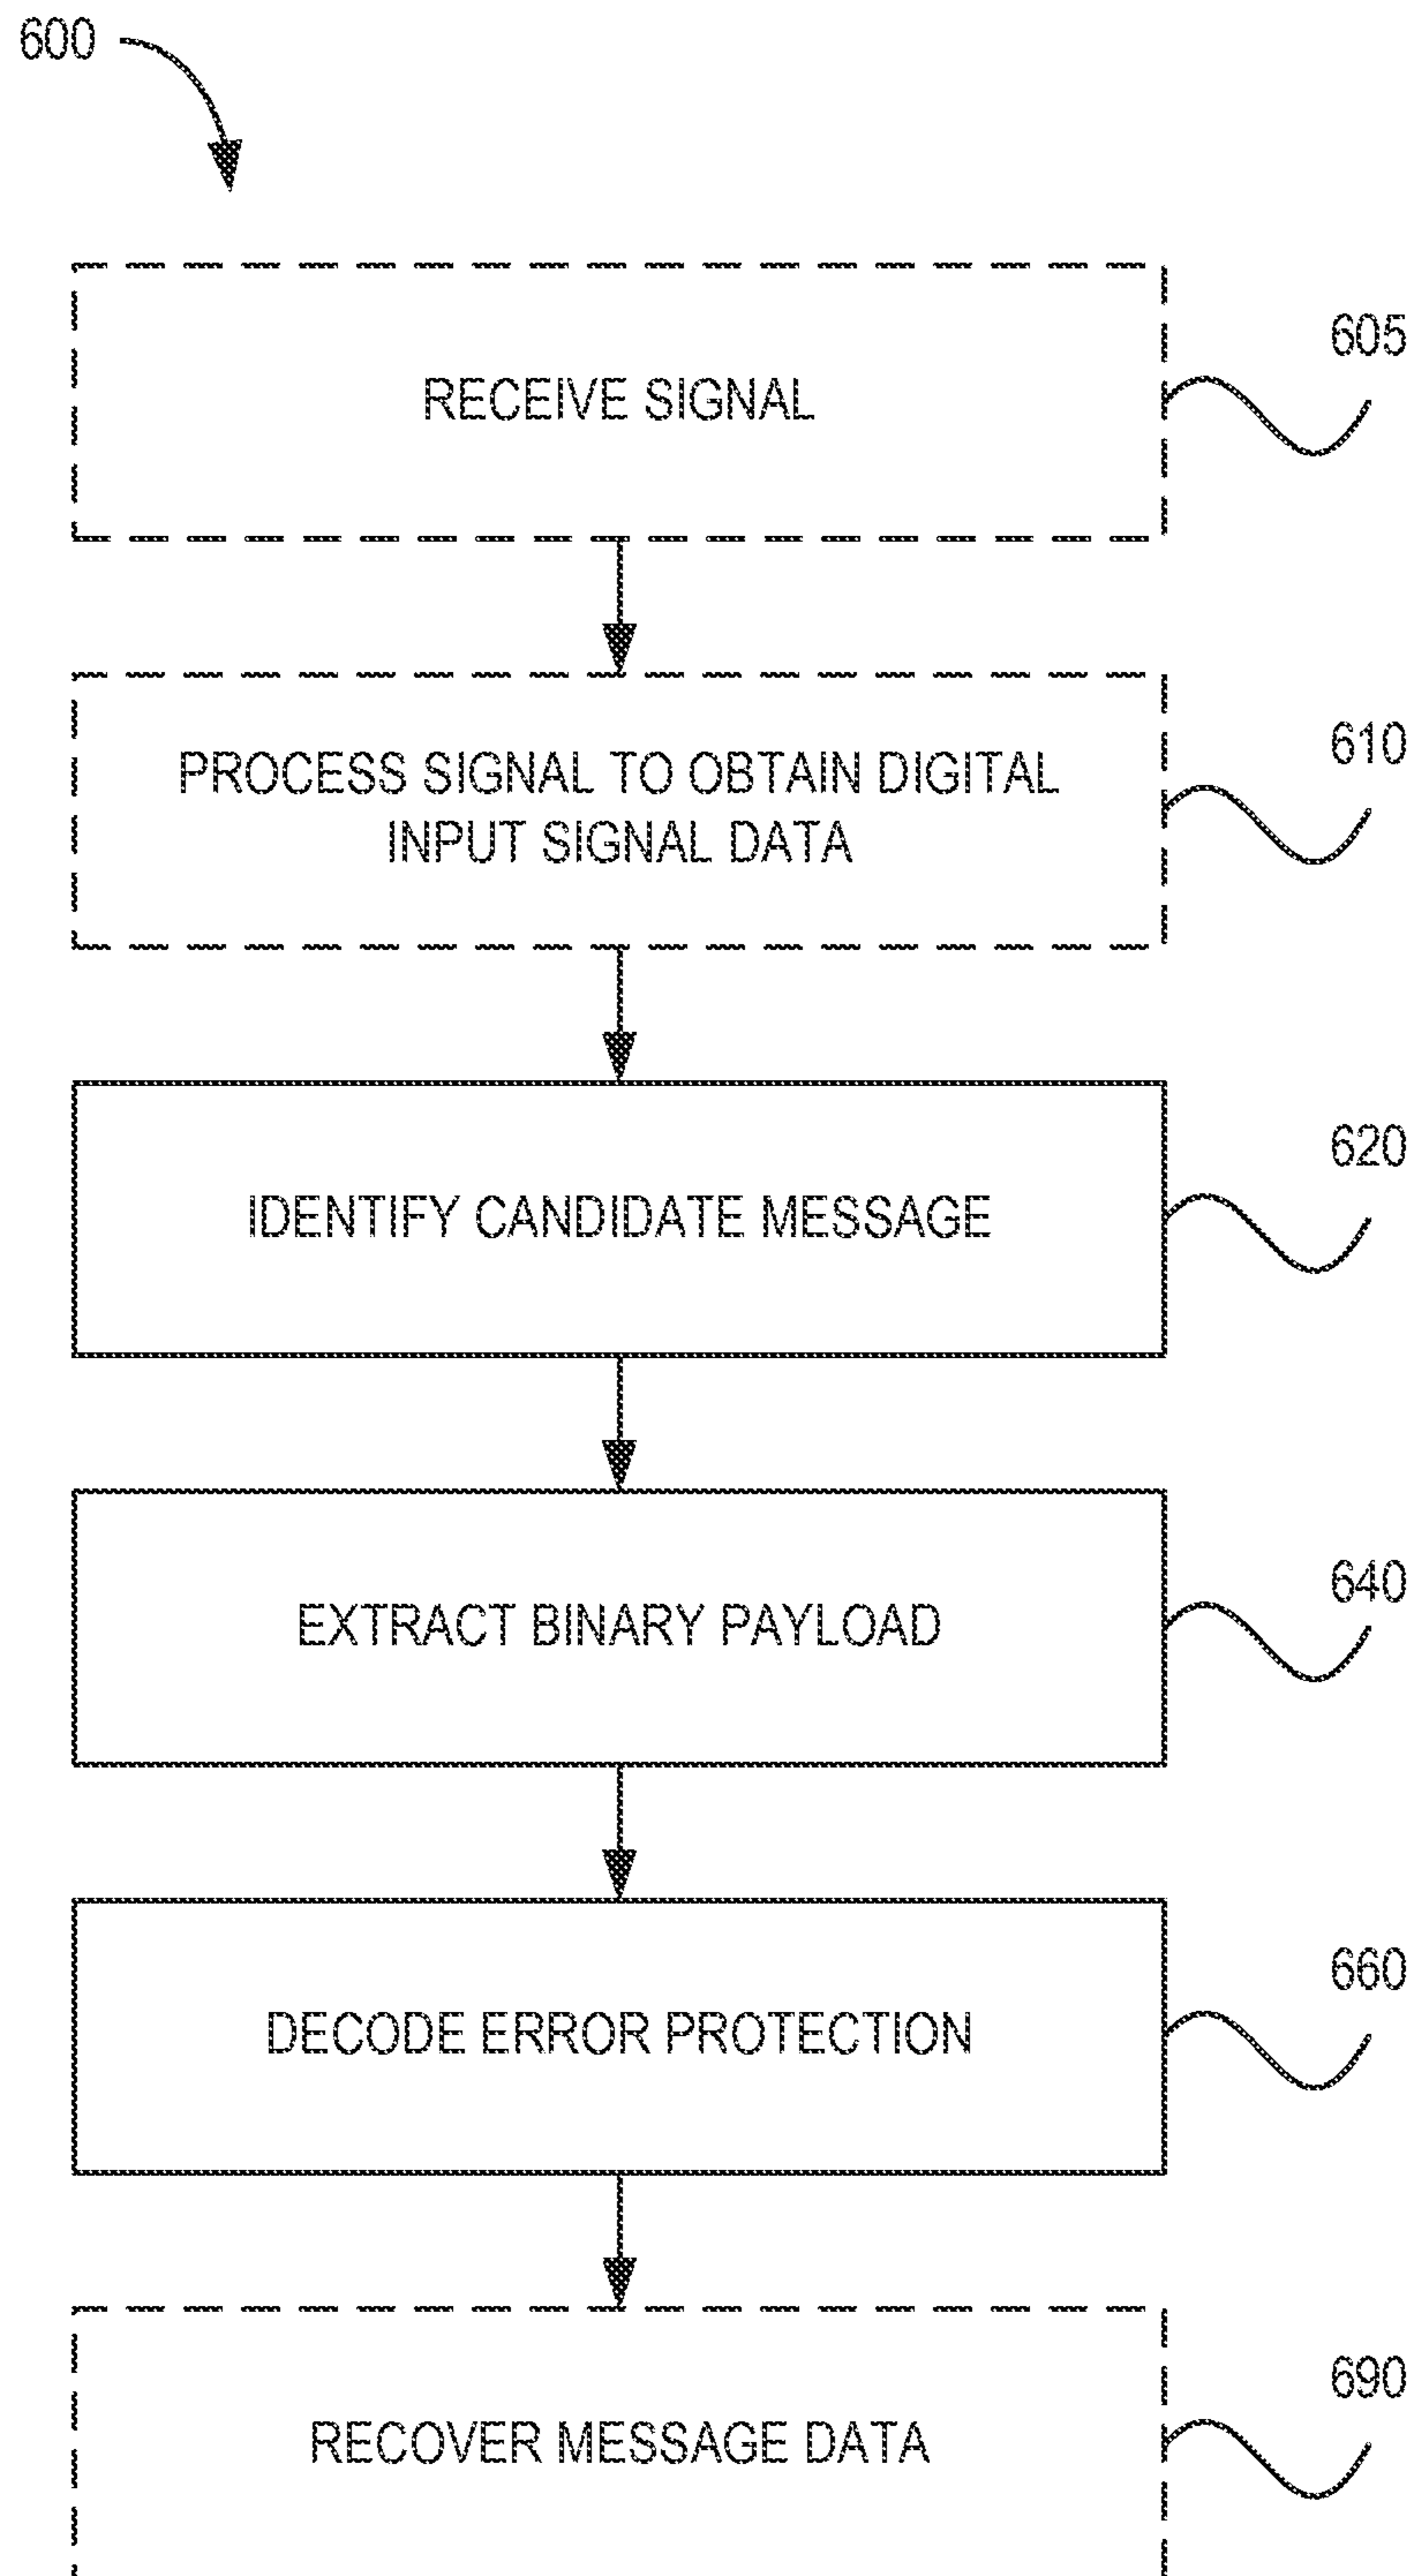 600
RECEIVE SIGNAL
605
PROCESS SIGNAL TO OBTAIN DIGITAL
INPUT SIGNAL DATA
610
IDENTIFY CANDIDATE MESSAGE
620
EXTRACT BINARY PAYLOAD
640
DECODE ERROR PROTECTION
660
RECOVER MESSAGE DATA
690